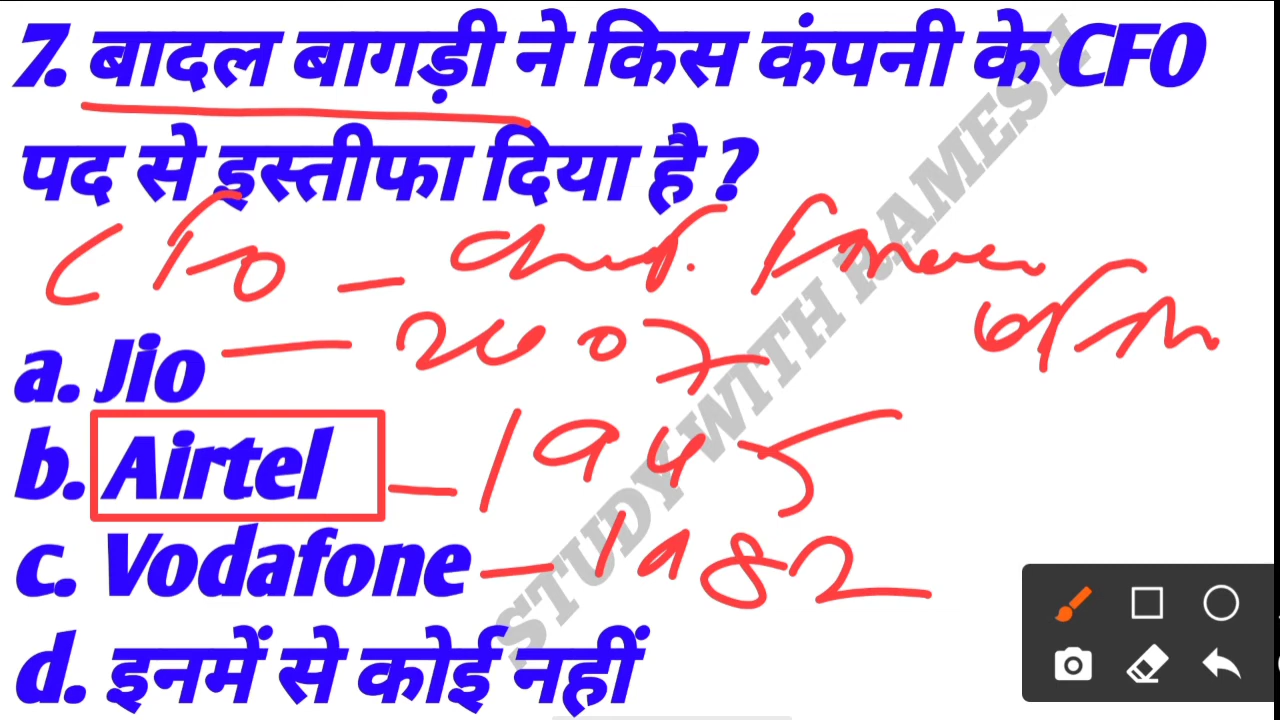 7. बादल बागड़ी ने किस कंपनी के CFO
पद से इस्तीफा दिया है ?
CFO - Chief Finance
a. Jio - 2007
b. Airtel - 1995
c. Vodafone - 1982
d. इनमें से कोई नहीं
STUDY WITH RAMESH